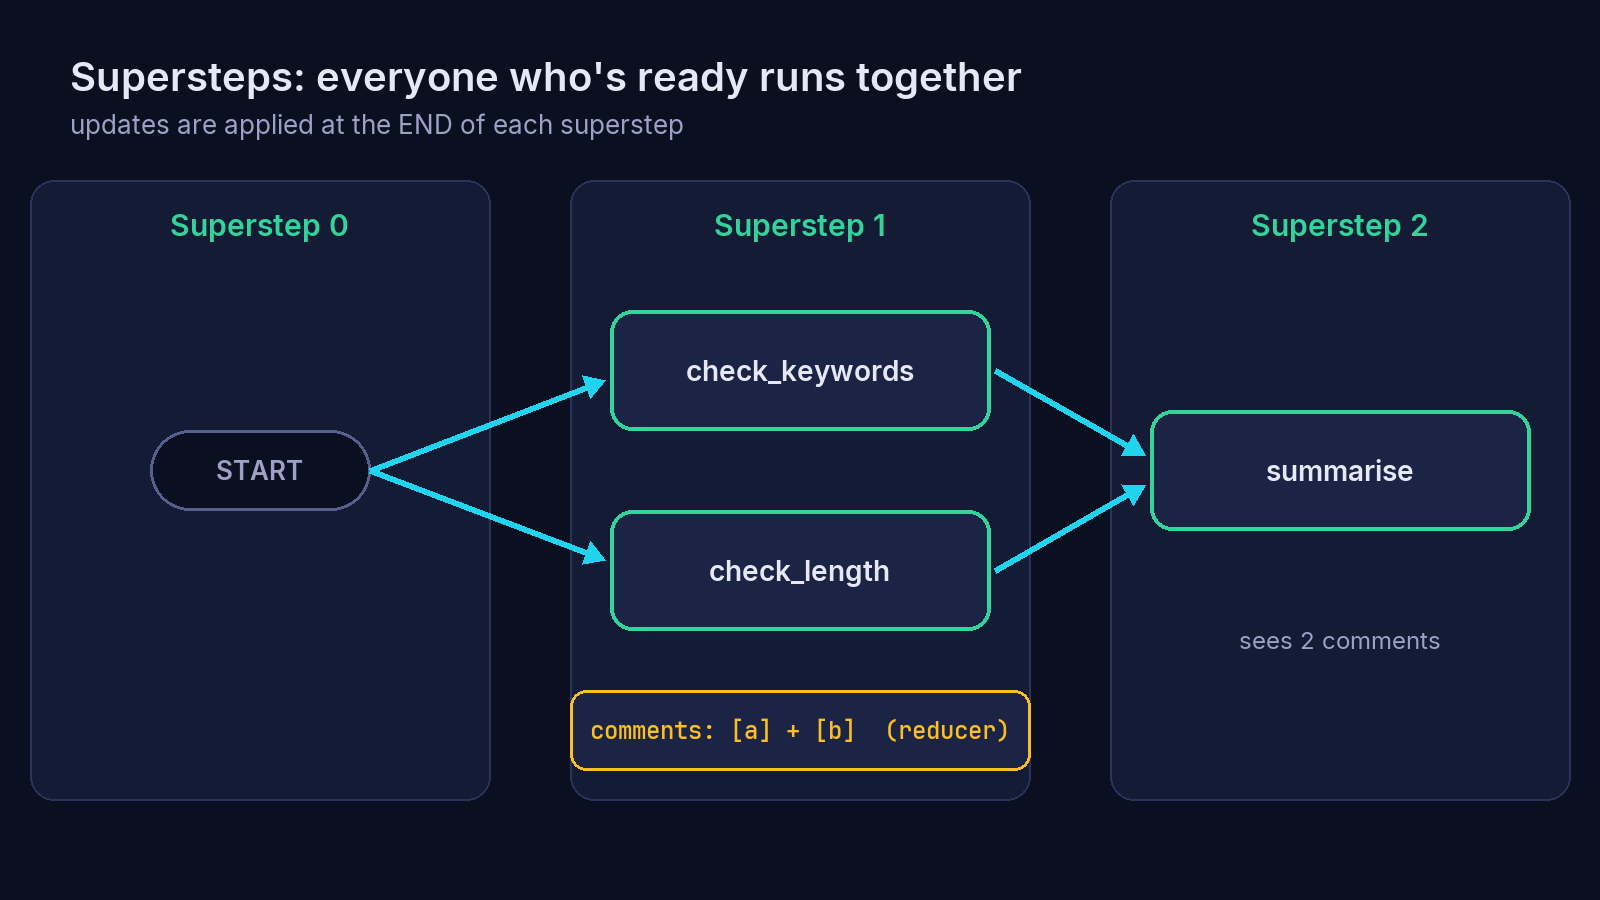 Supersteps: everyone who's ready runs together
updates are applied at the END of each superstep
Superstep 0
START
Superstep 1
check_keywords
check_length
comments: [a] + [b]  (reducer)
Superstep 2
summarise
sees 2 comments